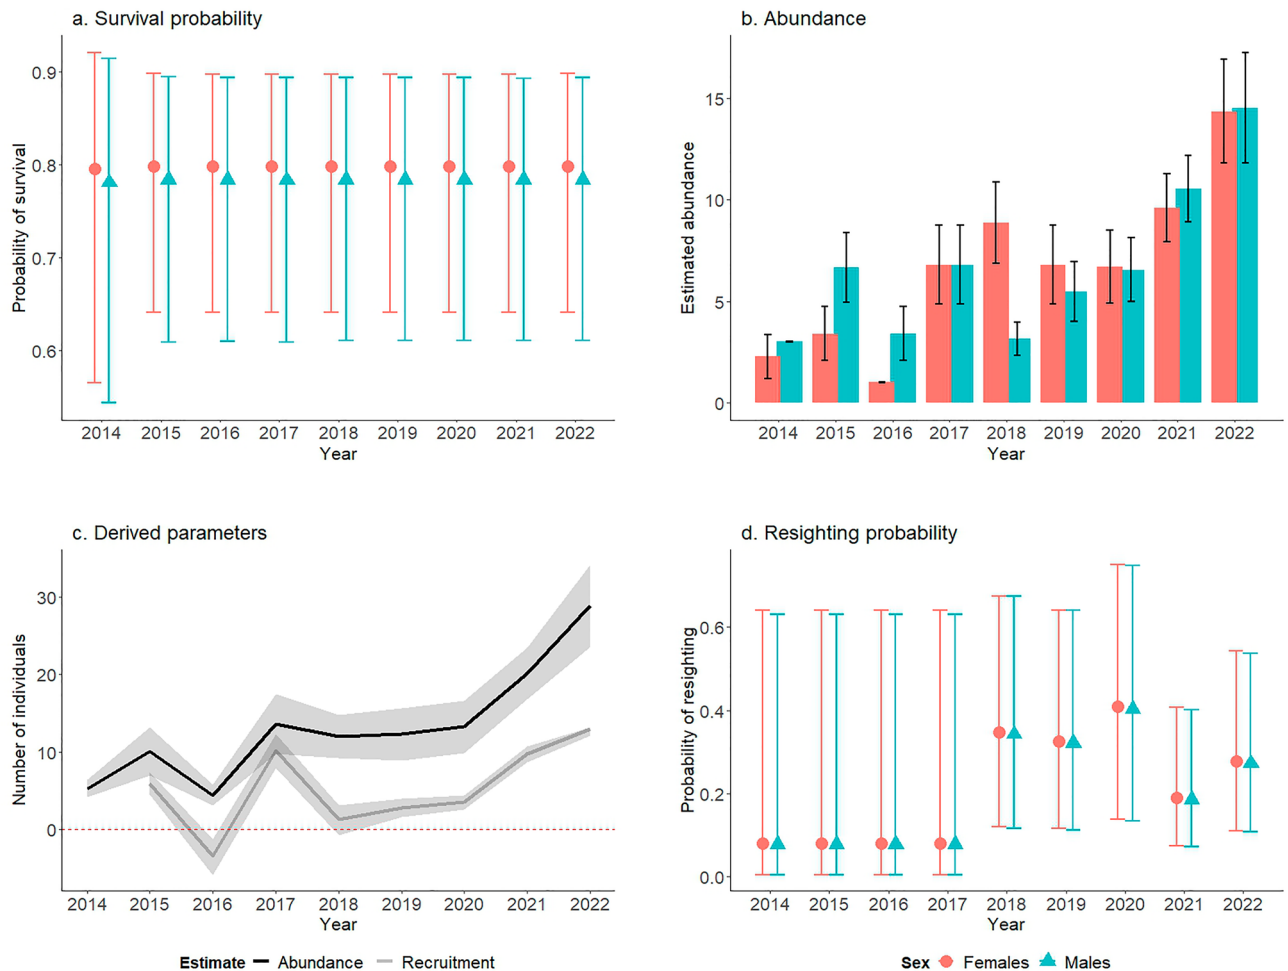 a. Survival probability
Probability of survival
0.9
0.8
0.7
0.6
2014 2015 2016 2017 2018 2019 2020 2021 2022
Year
b. Abundance
Estimated abundance
15
10
5
0
2014 2015 2016 2017 2018 2019 2020 2021 2022
Year
c. Derived parameters
Number of individuals
30
20
10
0
2014 2015 2016 2017 2018 2019 2020 2021 2022
Year
Estimate Abundance Recruitment
d. Resighting probability
Probability of resighting
0.6
0.4
0.2
0.0
2014 2015 2016 2017 2018 2019 2020 2021 2022
Year
Sex Females Males